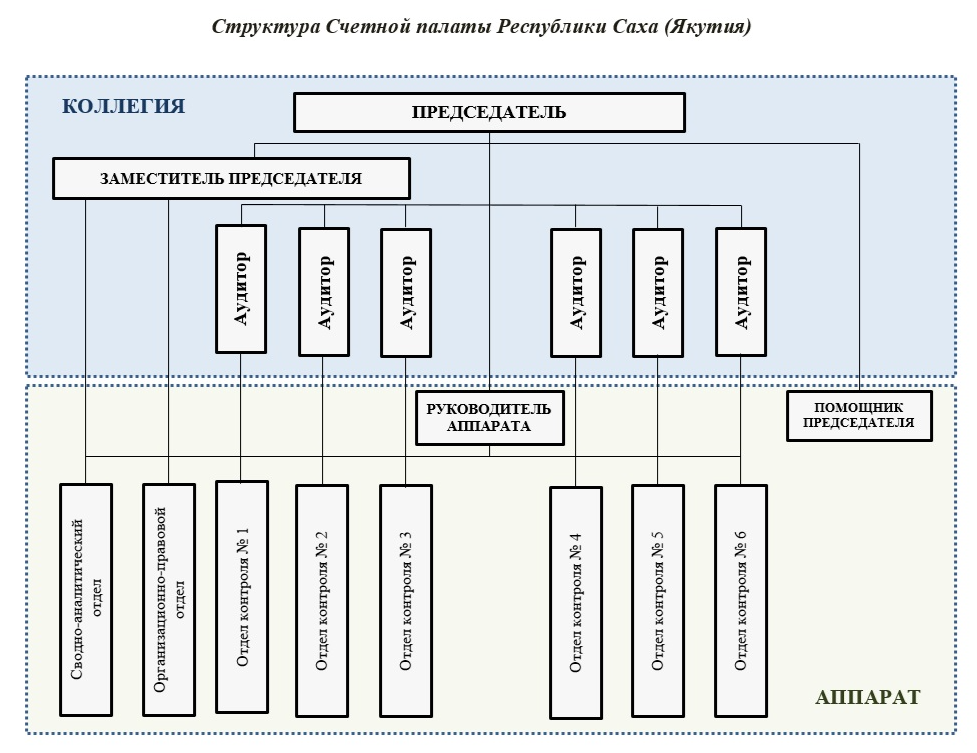 Структура Счетной палаты Республики Саха (Якутия)
КОЛЛЕГИЯ
ПРЕДСЕДАТЕЛЬ
ЗАМЕСТИТЕЛЬ ПРЕДСЕДАТЕЛЯ
Аудитор
Аудитор
Аудитор
Аудитор
Аудитор
Аудитор
РУКОВОДИТЕЛЬ
АППАРАТА
ПОМОЩНИК
ПРЕДСЕДАТЕЛЯ
Сводно-аналитический
отдел
Организационно-правовой
отдел
Отдел контроля № 1
Отдел контроля № 2
Отдел контроля № 3
Отдел контроля № 4
Отдел контроля № 5
Отдел контроля № 6
АППАРАТ